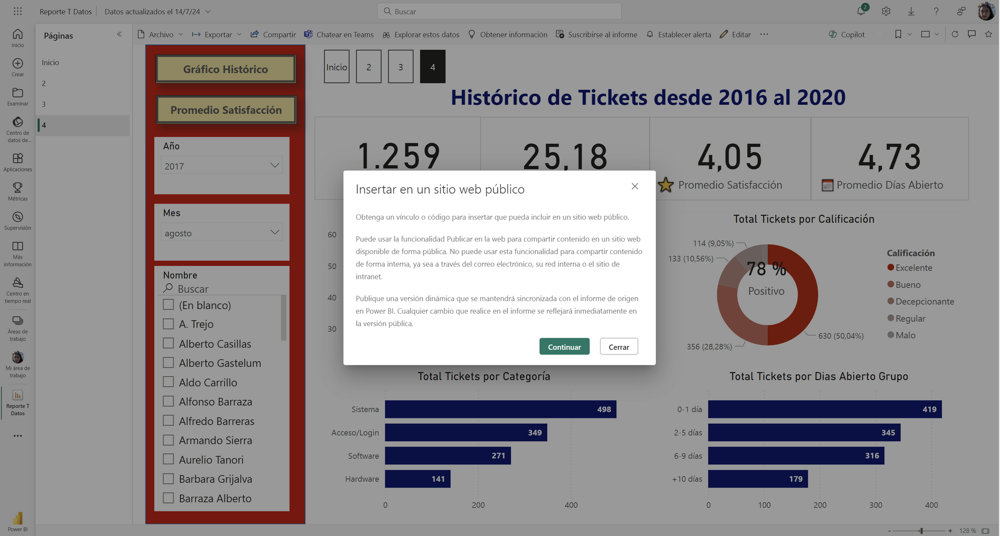 Reporte T Datos
Datos actualizados el 14/7/24
Buscar
2
Inicio
Crear
Examinar
Centro de
datos de...
Aplicaciones
Métricas
Supervisión
Más
información
Centro en
tiempo real
Áreas de
trabajo
Mi área de
trabajo
Reporte T
Datos
Power BI
Páginas
Inicio
2
3
4
Archivo
Exportar
Compartir
Chatear en Teams
Explorar estos datos
Obtener información
Suscribirse al informe
Establecer alerta
Editar
Copilot
Gráfico Histórico
Promedio Satisfacción
Año
2017
Mes
agosto
Nombre
Buscar
(En blanco)
A. Trejo
Alberto Casillas
Alberto Gastelum
Aldo Carrillo
Alfonso Barraza
Alfredo Barreras
Armando Sierra
Aurelio Tanori
Barbara Grijalva
Barraza Alberto
Inicio
2
3
4
Histórico de Tickets desde 2016 al 2020
1.259
25,18
4,05
Promedio Satisfacción
4,73
Promedio Días Abierto
60
50
40
30
Insertar en un sitio web público
Obtenga un vínculo o código para insertar que pueda incluir en un sitio web público.
Puede usar la funcionalidad Publicar en la web para compartir contenido en un sitio web
disponible de forma pública. No puede usar esta funcionalidad para compartir contenido
de forma interna, ya sea a través del correo electrónico, su red interna o el sitio de
intranet.
Publique una versión dinámica que se mantendrá sincronizada con el informe de origen
en Power BI. Cualquier cambio que realice en el informe se reflejará inmediatamente en
la versión pública.
Continuar
Cerrar
Total Tickets por Calificación
114 (9,05%)
133 (10,56%)
356 (28,28%)
630 (50,04%)
78 %
Positivo
Calificación
Excelente
Bueno
Decepcionante
Regular
Malo
Total Tickets por Categoría
Sistema
498
Acceso/Login
349
Software
271
Hardware
141
0
200
400
Total Tickets por Dias Abierto Grupo
0-1 día
419
2-5 días
345
6-9 días
316
+10 días
179
0
100
200
300
400
128 %